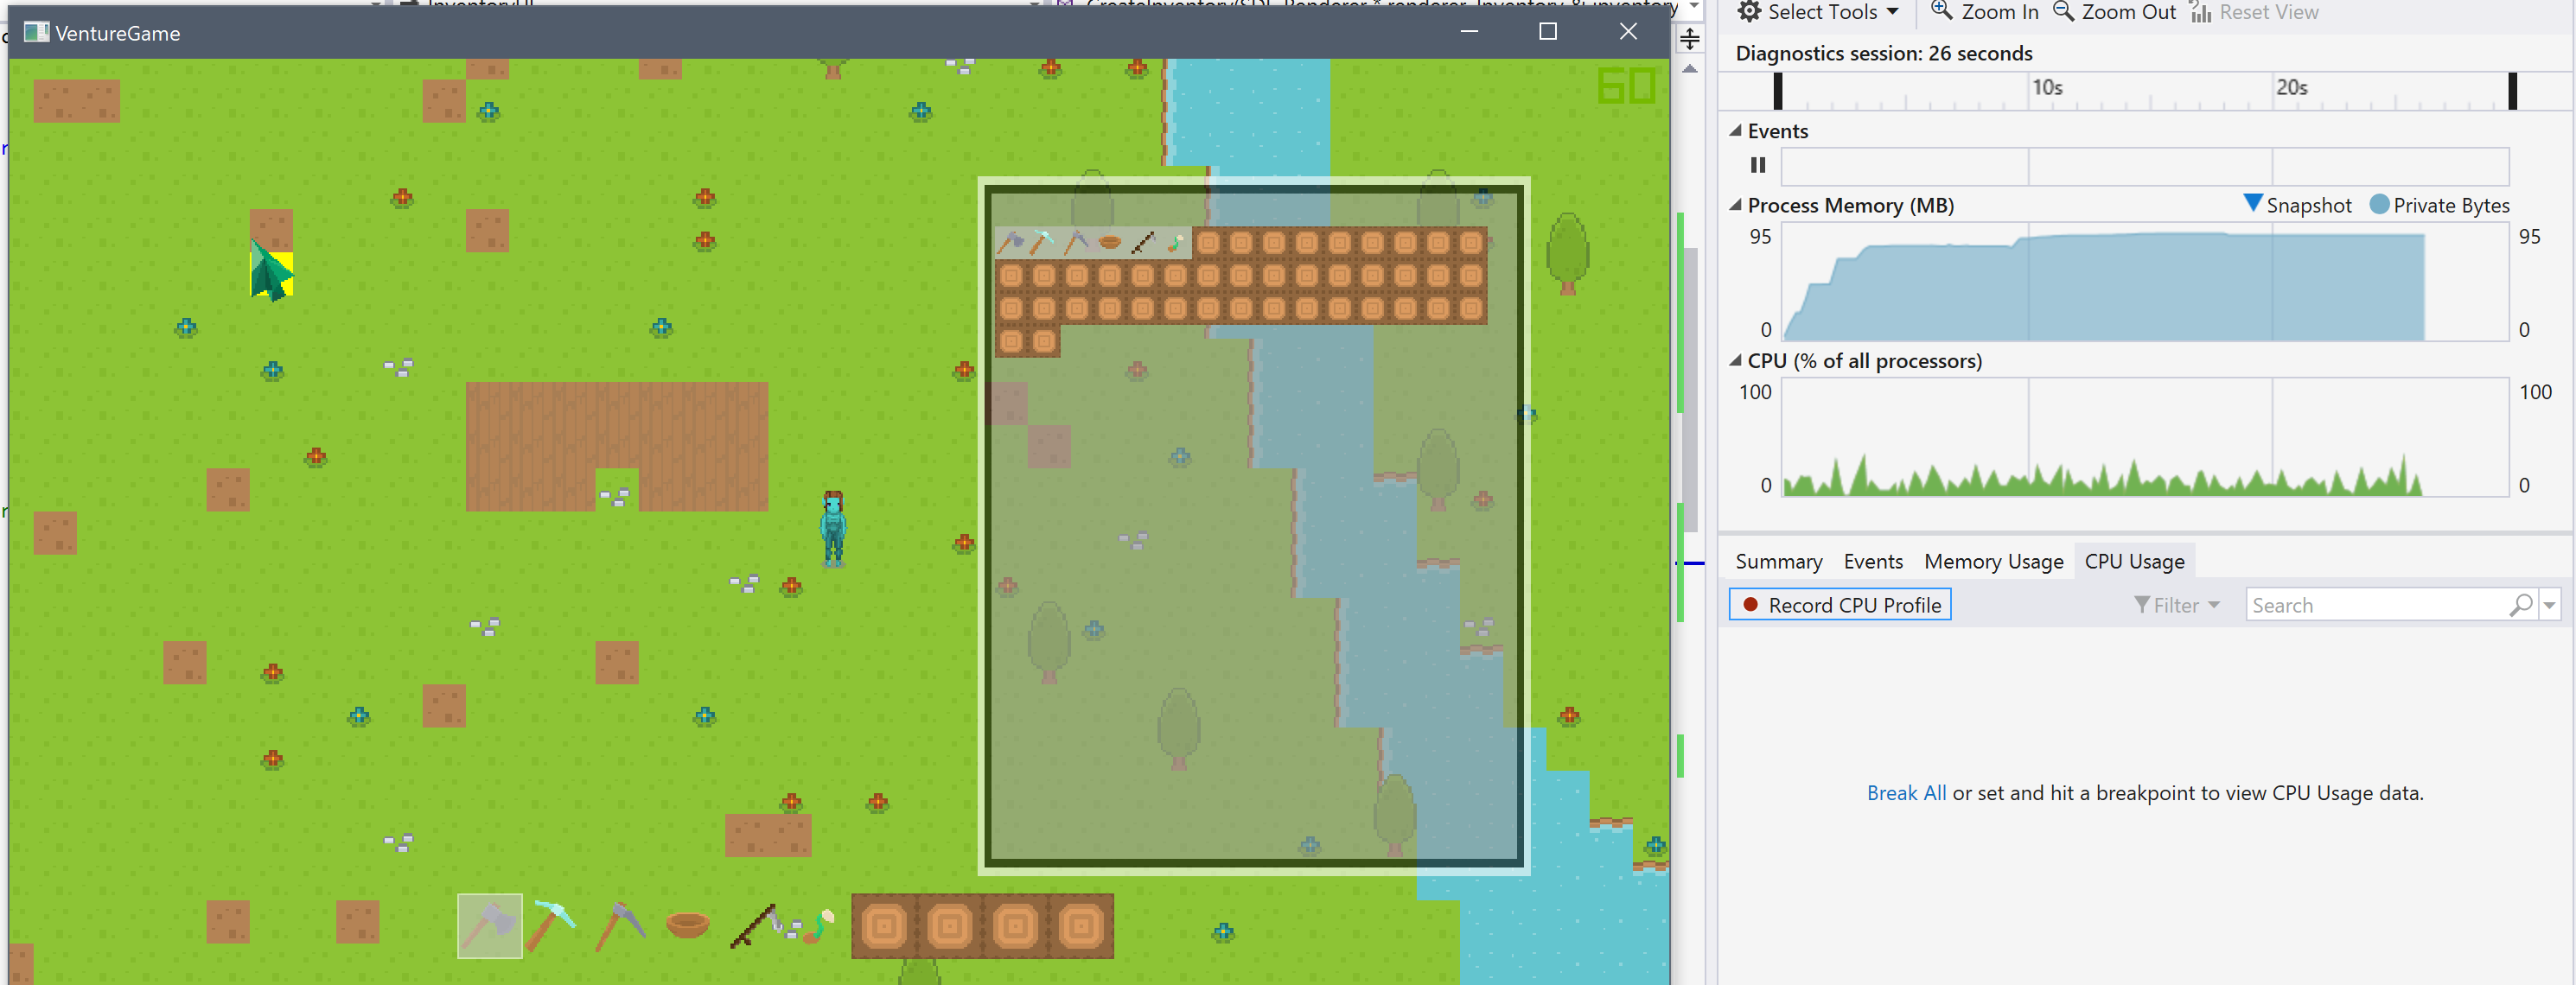 VentureGame
60
Select Tools
Zoom In
Zoom Out
Reset View
Diagnostics session: 26 seconds
10s
20s
Events
Process Memory (MB)
Snapshot
Private Bytes
95
95
0
0
CPU (% of all processors)
100
100
0
0
Summary
Events
Memory Usage
CPU Usage
Record CPU Profile
Filter
Search
Break All or set and hit a breakpoint to view CPU Usage data.